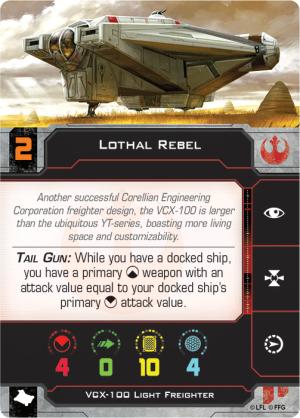 2
LOTHAL REBEL
Another successful Corellian Engineering
Corporation freighter design, the VCX-100 is larger
than the ubiquitous YT-series, boasting more living
space and customizability.
TAIL GUN: While you have a docked ship,
you have a primary weapon with an
attack value equal to your docked ship's
primary attack value.
4 0 10 4
VCX-100 LIGHT FREIGHTER
©LFL ©FFG